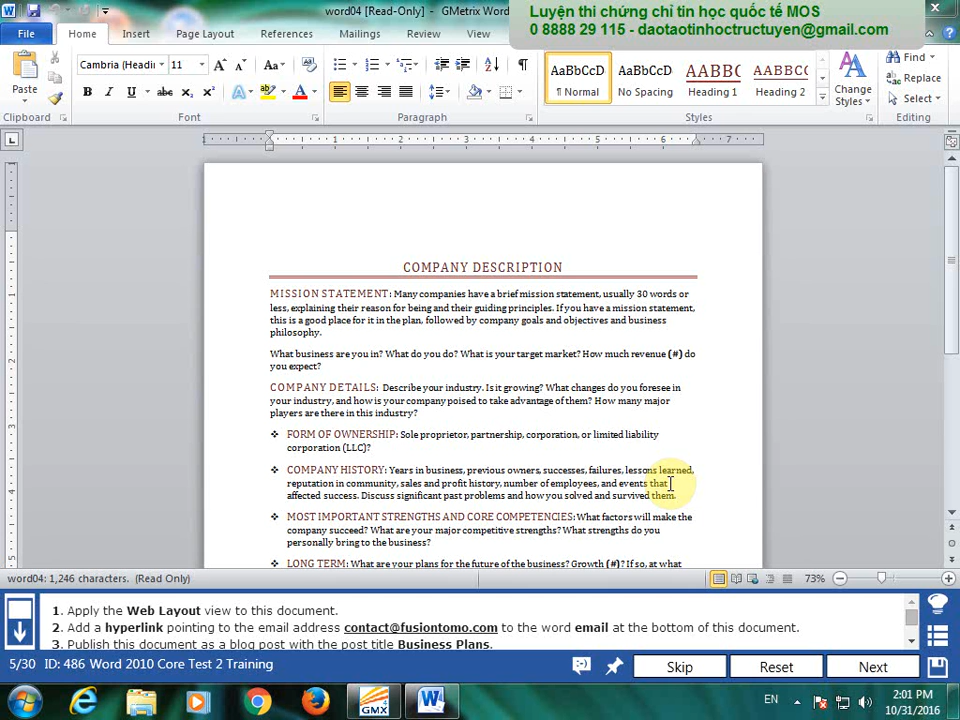 word04 [Read-Only] - GMetrix
Luyện thi chứng chỉ tin học quốc tế MOS
0 8888 29 115 - daotaotinhoctructuyen@gmail.com
File Home Insert Page Layout References Mailings Review View
Cambria (Headi 11 Aa
AaBbCcD AaBbCcD AABBC AABBCC
Find
Replace
Select
Paste
B I U abc x₂ x² A ab A
¶ Normal No Spacing Heading 1 Heading 2
Change
Styles
Clipboard Font Paragraph Styles Editing
1 1 2 3 4 5 6 7
COMPANY DESCRIPTION
MISSION STATEMENT: Many companies have a brief mission statement, usually 30 words or
less, explaining their reason for being and their guiding principles. If you have a mission statement,
this is a good place for it in the plan, followed by company goals and objectives and business
philosophy.
What business are you in? What do you do? What is your target market? How much revenue (#) do
you expect?
COMPANY DETAILS: Describe your industry. Is it growing? What changes do you foresee in
your industry, and how is your company poised to take advantage of them? How many major
players are there in this industry?
❖ FORM OF OWNERSHIP: Sole proprietor, partnership, corporation, or limited liability
corporation (LLC)?
❖ COMPANY HISTORY: Years in business, previous owners, successes, failures, lessons learned,
reputation in community, sales and profit history, number of employees, and events that
affected success. Discuss significant past problems and how you solved and survived them.
❖ MOST IMPORTANT STRENGTHS AND CORE COMPETENCIES: What factors will make the
company succeed? What are your major competitive strengths? What strengths do you
personally bring to the business?
❖ LONG TERM: What are your plans for the future of the business? Growth (#)? If so, at what
word04: 1,246 characters. (Read Only)
73%
1. Apply the Web Layout view to this document.
2. Add a hyperlink pointing to the email address contact@fusiontomo.com to the word email at the bottom of this document.
3. Publish this document as a blog post with the post title Business Plans.
5/30 ID: 486 Word 2010 Core Test 2 Training
Skip Reset Next
GMX
EN
2:01 PM
10/31/2016